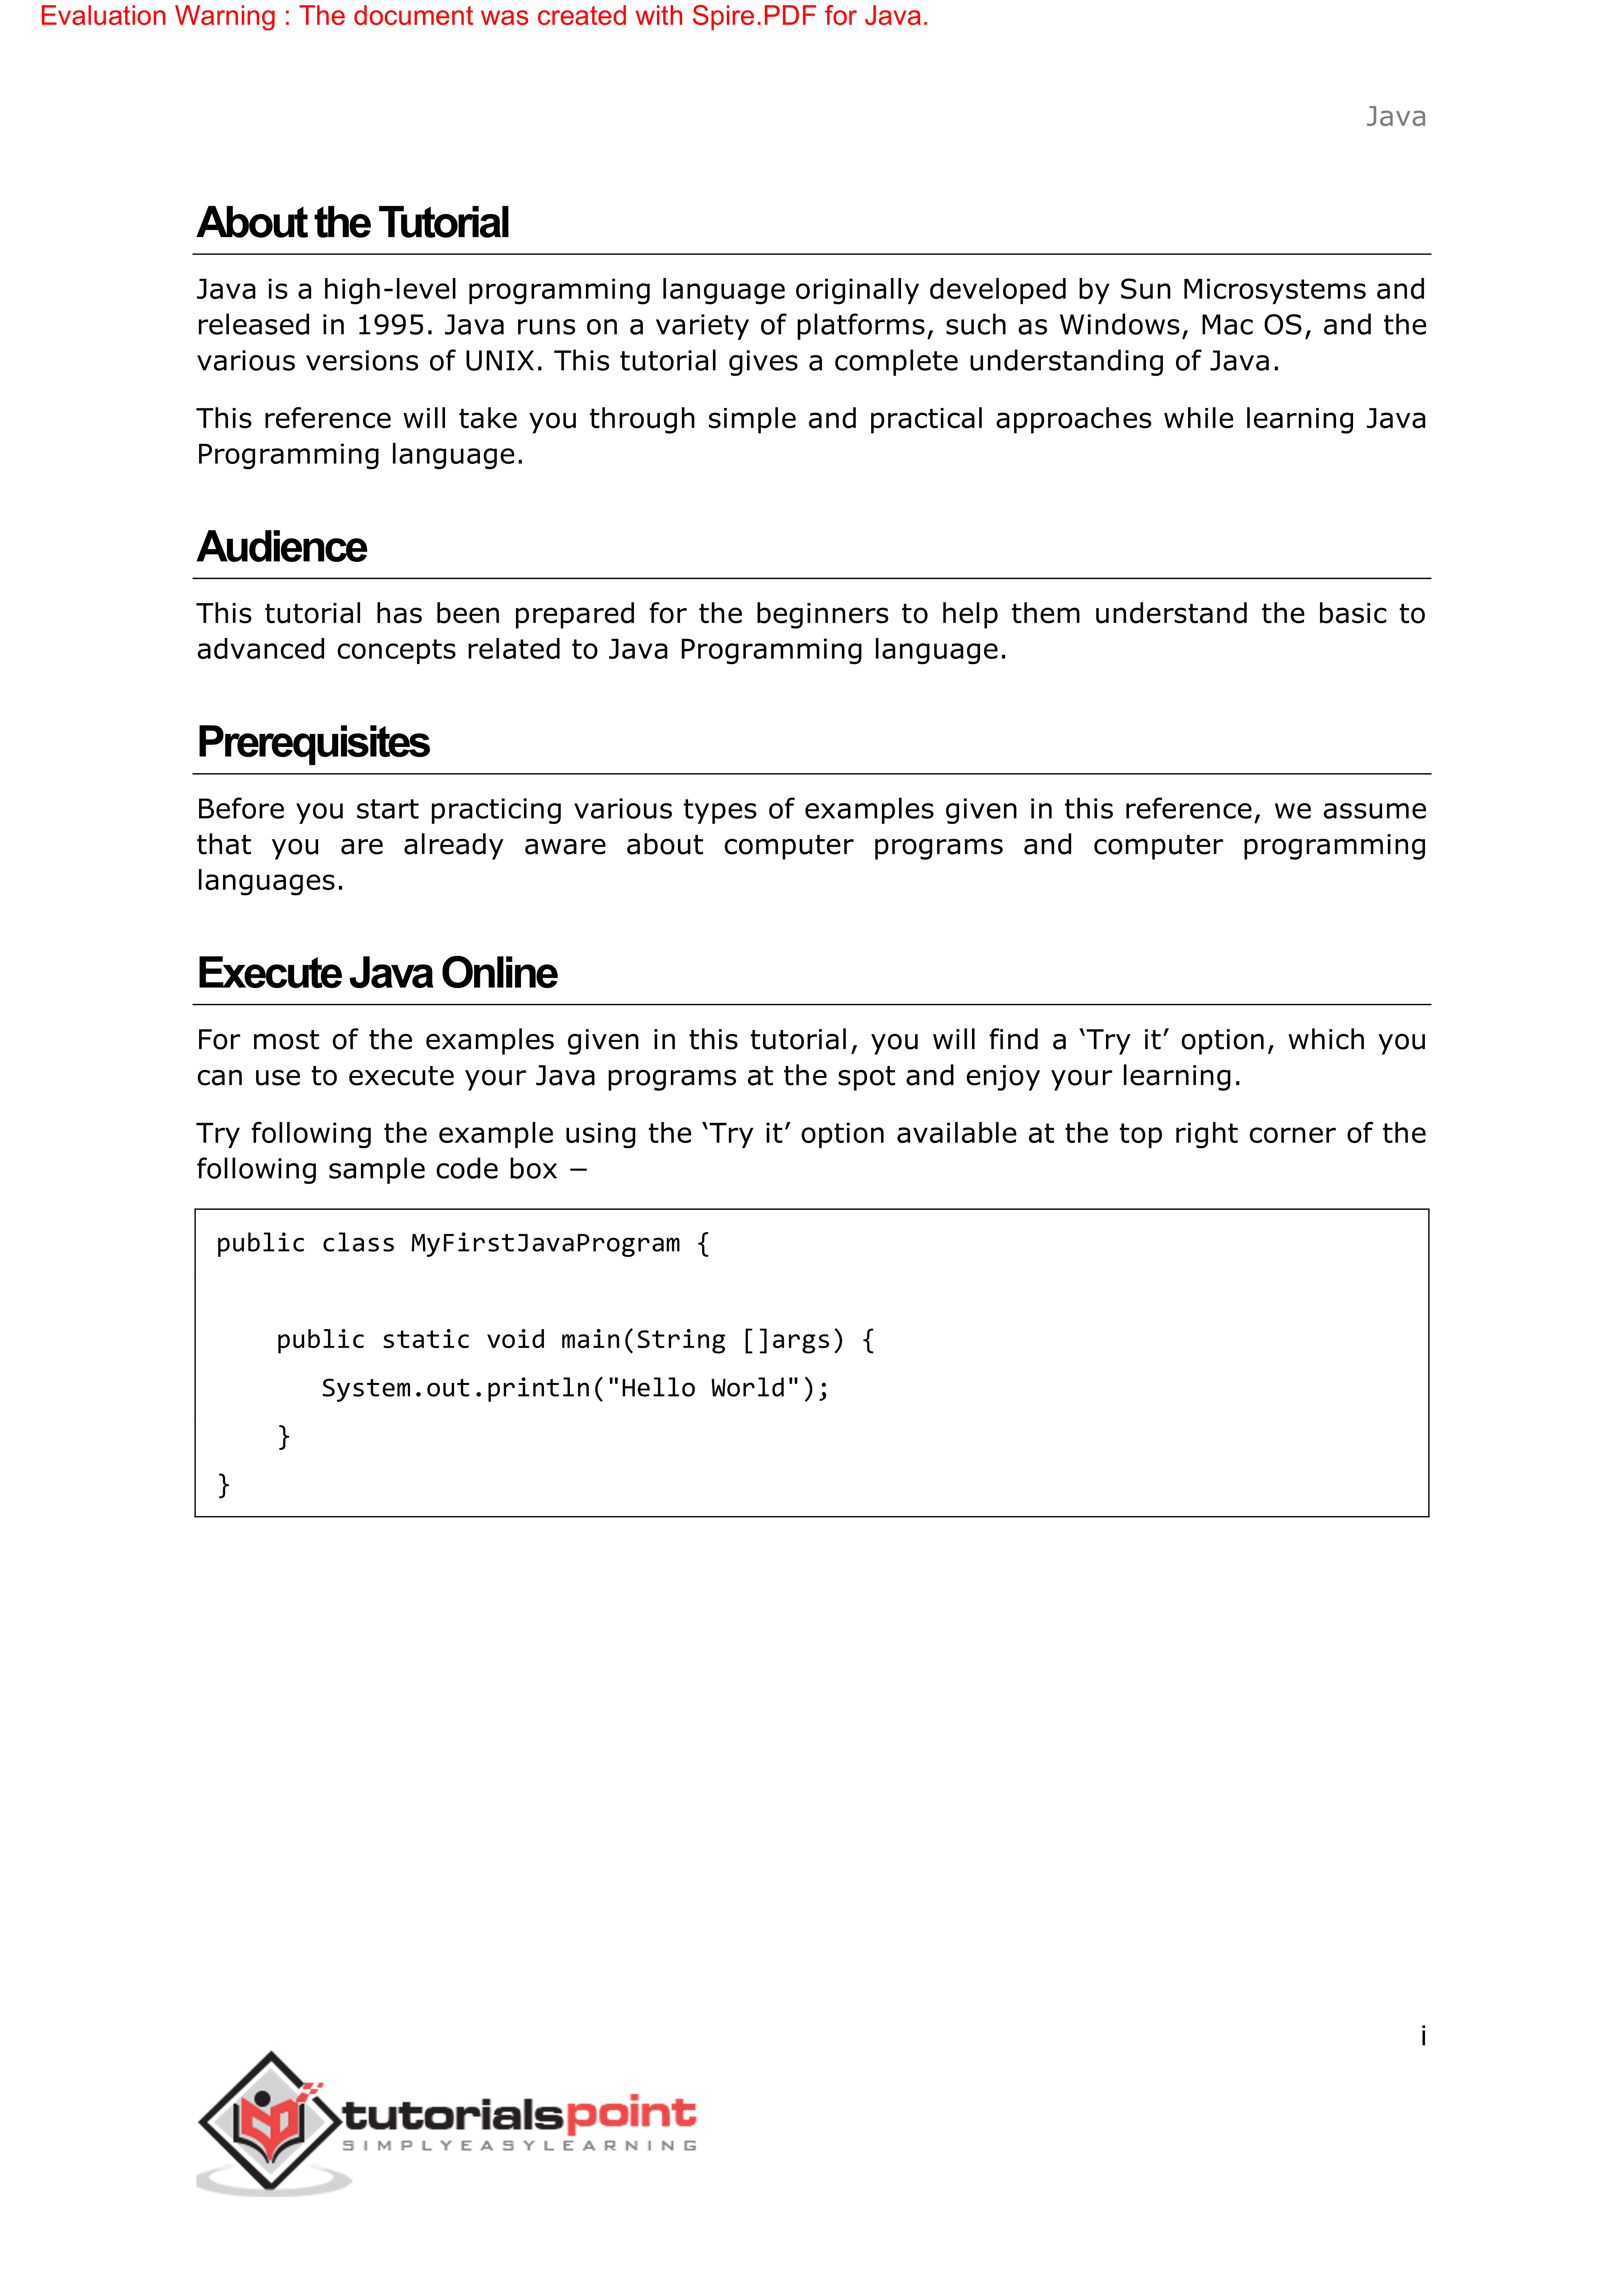 Evaluation Warning : The document was created with Spire.PDF for Java.
Java
About the Tutorial
Java is a high-level programming language originally developed by Sun Microsystems and
released in 1995. Java runs on a variety of platforms, such as Windows, Mac OS, and the
various versions of UNIX. This tutorial gives a complete understanding of Java.
This reference will take you through simple and practical approaches while learning Java
Programming language.
Audience
This tutorial has been prepared for the beginners to help them understand the basic to
advanced concepts related to Java Programming language.
Prerequisites
Before you start practicing various types of examples given in this reference, we assume
that you are already aware about computer programs and computer programming
languages.
Execute Java Online
For most of the examples given in this tutorial, you will find a ‘Try it’ option, which you
can use to execute your Java programs at the spot and enjoy your learning.
Try following the example using the ‘Try it’ option available at the top right corner of the
following sample code box −
public class MyFirstJavaProgram {
    public static void main(String []args) {
       System.out.println("Hello World");
    }
}
i
tutorialspoint
SIMPLYEASYLEARNING